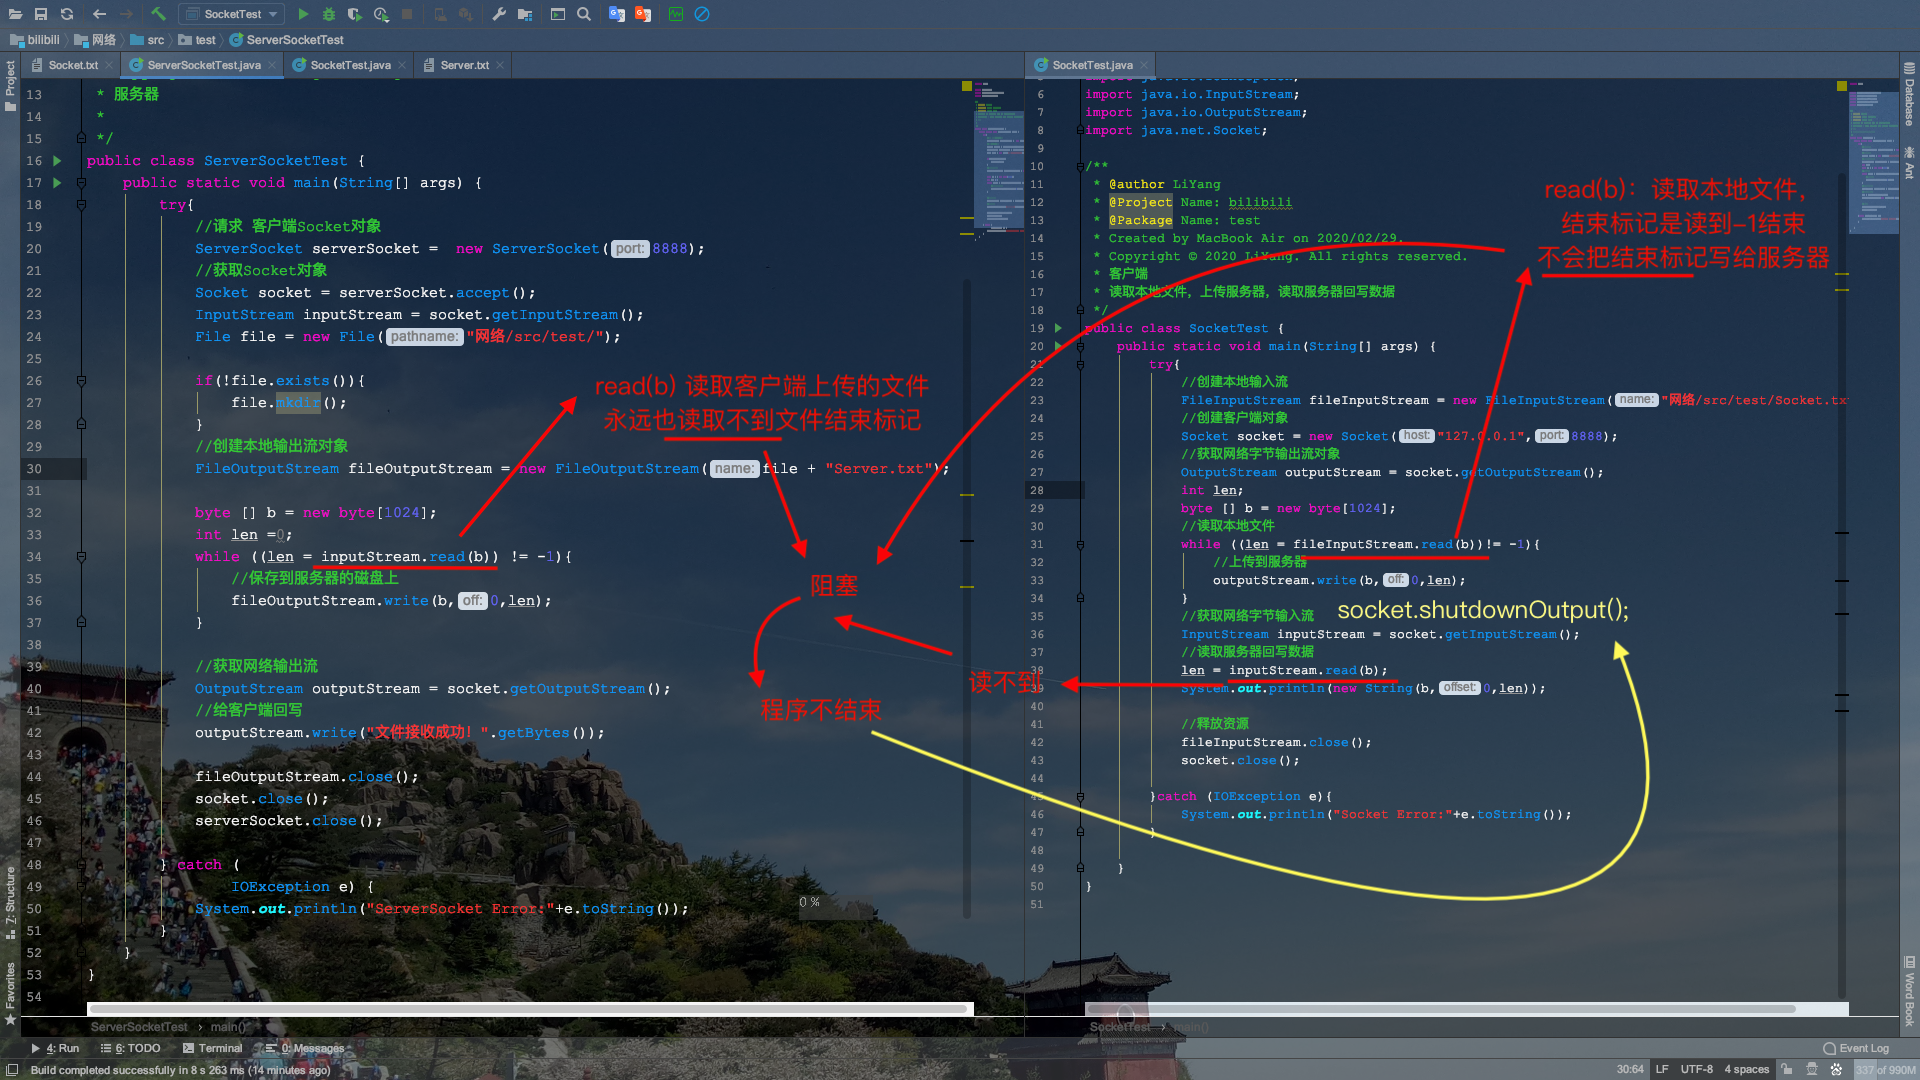 SocketTest
bilibili
网络
src
test
ServerSocketTest
Socket.txt
ServerSocketTest.java
SocketTest.java
Server.txt
SocketTest.java
Project
7: Structure
Favorites
Database
Ant
Word Book
13 * 服务器
14 *
15 */
16 public class ServerSocketTest {
17 public static void main(String[] args) {
18 try{
19 //请求 客户端Socket对象
20 ServerSocket serverSocket = new ServerSocket( port: 8888);
21 //获取Socket对象
22 Socket socket = serverSocket.accept();
23 InputStream inputStream = socket.getInputStream();
24 File file = new File( pathname: "网络/src/test/");
25
26 if(!file.exists()){
27 file.mkdir();
28 }
29 //创建本地输出流对象
30 FileOutputStream fileOutputStream = new FileOutputStream( name: file + "Server.txt");
31
32 byte [] b = new byte[1024];
33 int len =0;
34 while ((len = inputStream.read(b)) != -1){
35 //保存到服务器的磁盘上
36 fileOutputStream.write(b, off: 0,len);
37 }
38
39 //获取网络输出流
40 OutputStream outputStream = socket.getOutputStream();
41 //给客户端回写
42 outputStream.write("文件接收成功！".getBytes());
43
44 fileOutputStream.close();
45 socket.close();
46 serverSocket.close();
47
48 } catch (
49 IOException e) {
50 System.out.println("ServerSocket Error:"+e.toString());
51 }
52 }
53 }
54
read(b) 读取客户端上传的文件
永远也读取不到文件结束标记
阻塞
程序不结束
读不到
0 %
6 import java.io.InputStream;
7 import java.io.OutputStream;
8 import java.net.Socket;
9
10 /**
11 * @author LiYang
12 * @Project Name: bilibili
13 * @Package Name: test
14 * Created by MacBook Air on 2020/02/29.
15 * Copyright © 2020 LiYang. All rights reserved.
16 * 客户端
17 * 读取本地文件，上传服务器，读取服务器回写数据
18 */
19 public class SocketTest {
20 public static void main(String[] args) {
21 try{
22 //创建本地输入流
23 FileInputStream fileInputStream = new FileInputStream( name: "网络/src/test/Socket.tx
24 //创建客户端对象
25 Socket socket = new Socket( host: "127.0.0.1", port: 8888);
26 //获取网络字节输出流对象
27 OutputStream outputStream = socket.getOutputStream();
28 int len;
29 byte [] b = new byte[1024];
30 //读取本地文件
31 while ((len = fileInputStream.read(b))!= -1){
32 //上传到服务器
33 outputStream.write(b, off: 0,len);
34 }
35 //获取网络字节输入流
36 InputStream inputStream = socket.getInputStream();
37 //读取服务器回写数据
38 len = inputStream.read(b);
39 System.out.println(new String(b, offset: 0,len));
40
41 //释放资源
42 fileInputStream.close();
43 socket.close();
44
45 }catch (IOException e){
46 System.out.println("Socket Error:"+e.toString());
47 }
48
49 }
50 }
51
read(b)：读取本地文件，
结束标记是读到-1结束
不会把结束标记写给服务器
socket.shutdownOutput();
ServerSocketTest › main()
SocketTest › main()
4: Run
6: TODO
Terminal
0: Messages
Event Log
Build completed successfully in 8 s 263 ms (14 minutes ago)
30:64 LF UTF-8 4 spaces
337 of 990M